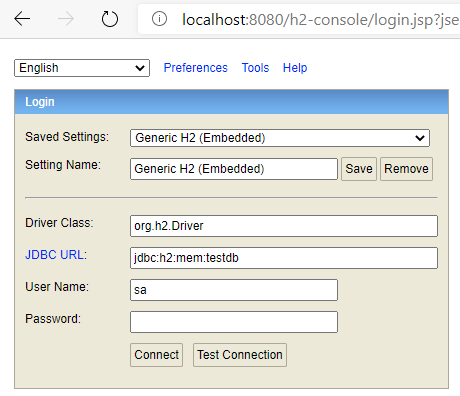 localhost:8080/h2-console/login.jsp?jse
English Preferences Tools Help
Login
Saved Settings: Generic H2 (Embedded)
Setting Name: Generic H2 (Embedded) Save Remove
Driver Class: org.h2.Driver
JDBC URL: jdbc:h2:mem:testdb
User Name: sa
Password:
Connect Test Connection